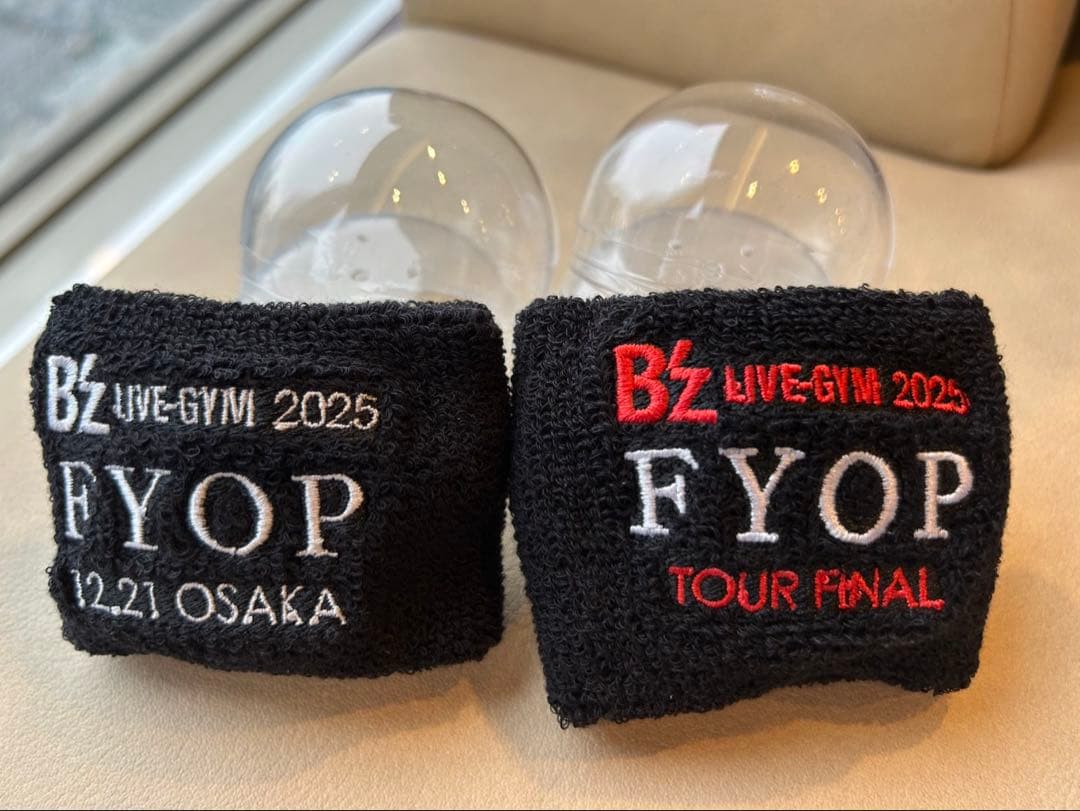 B'z LIVE-GYM 2025
FYOP
12.21 OSAKA
B'z LIVE-GYM 2025
FYOP
TOUR FINAL